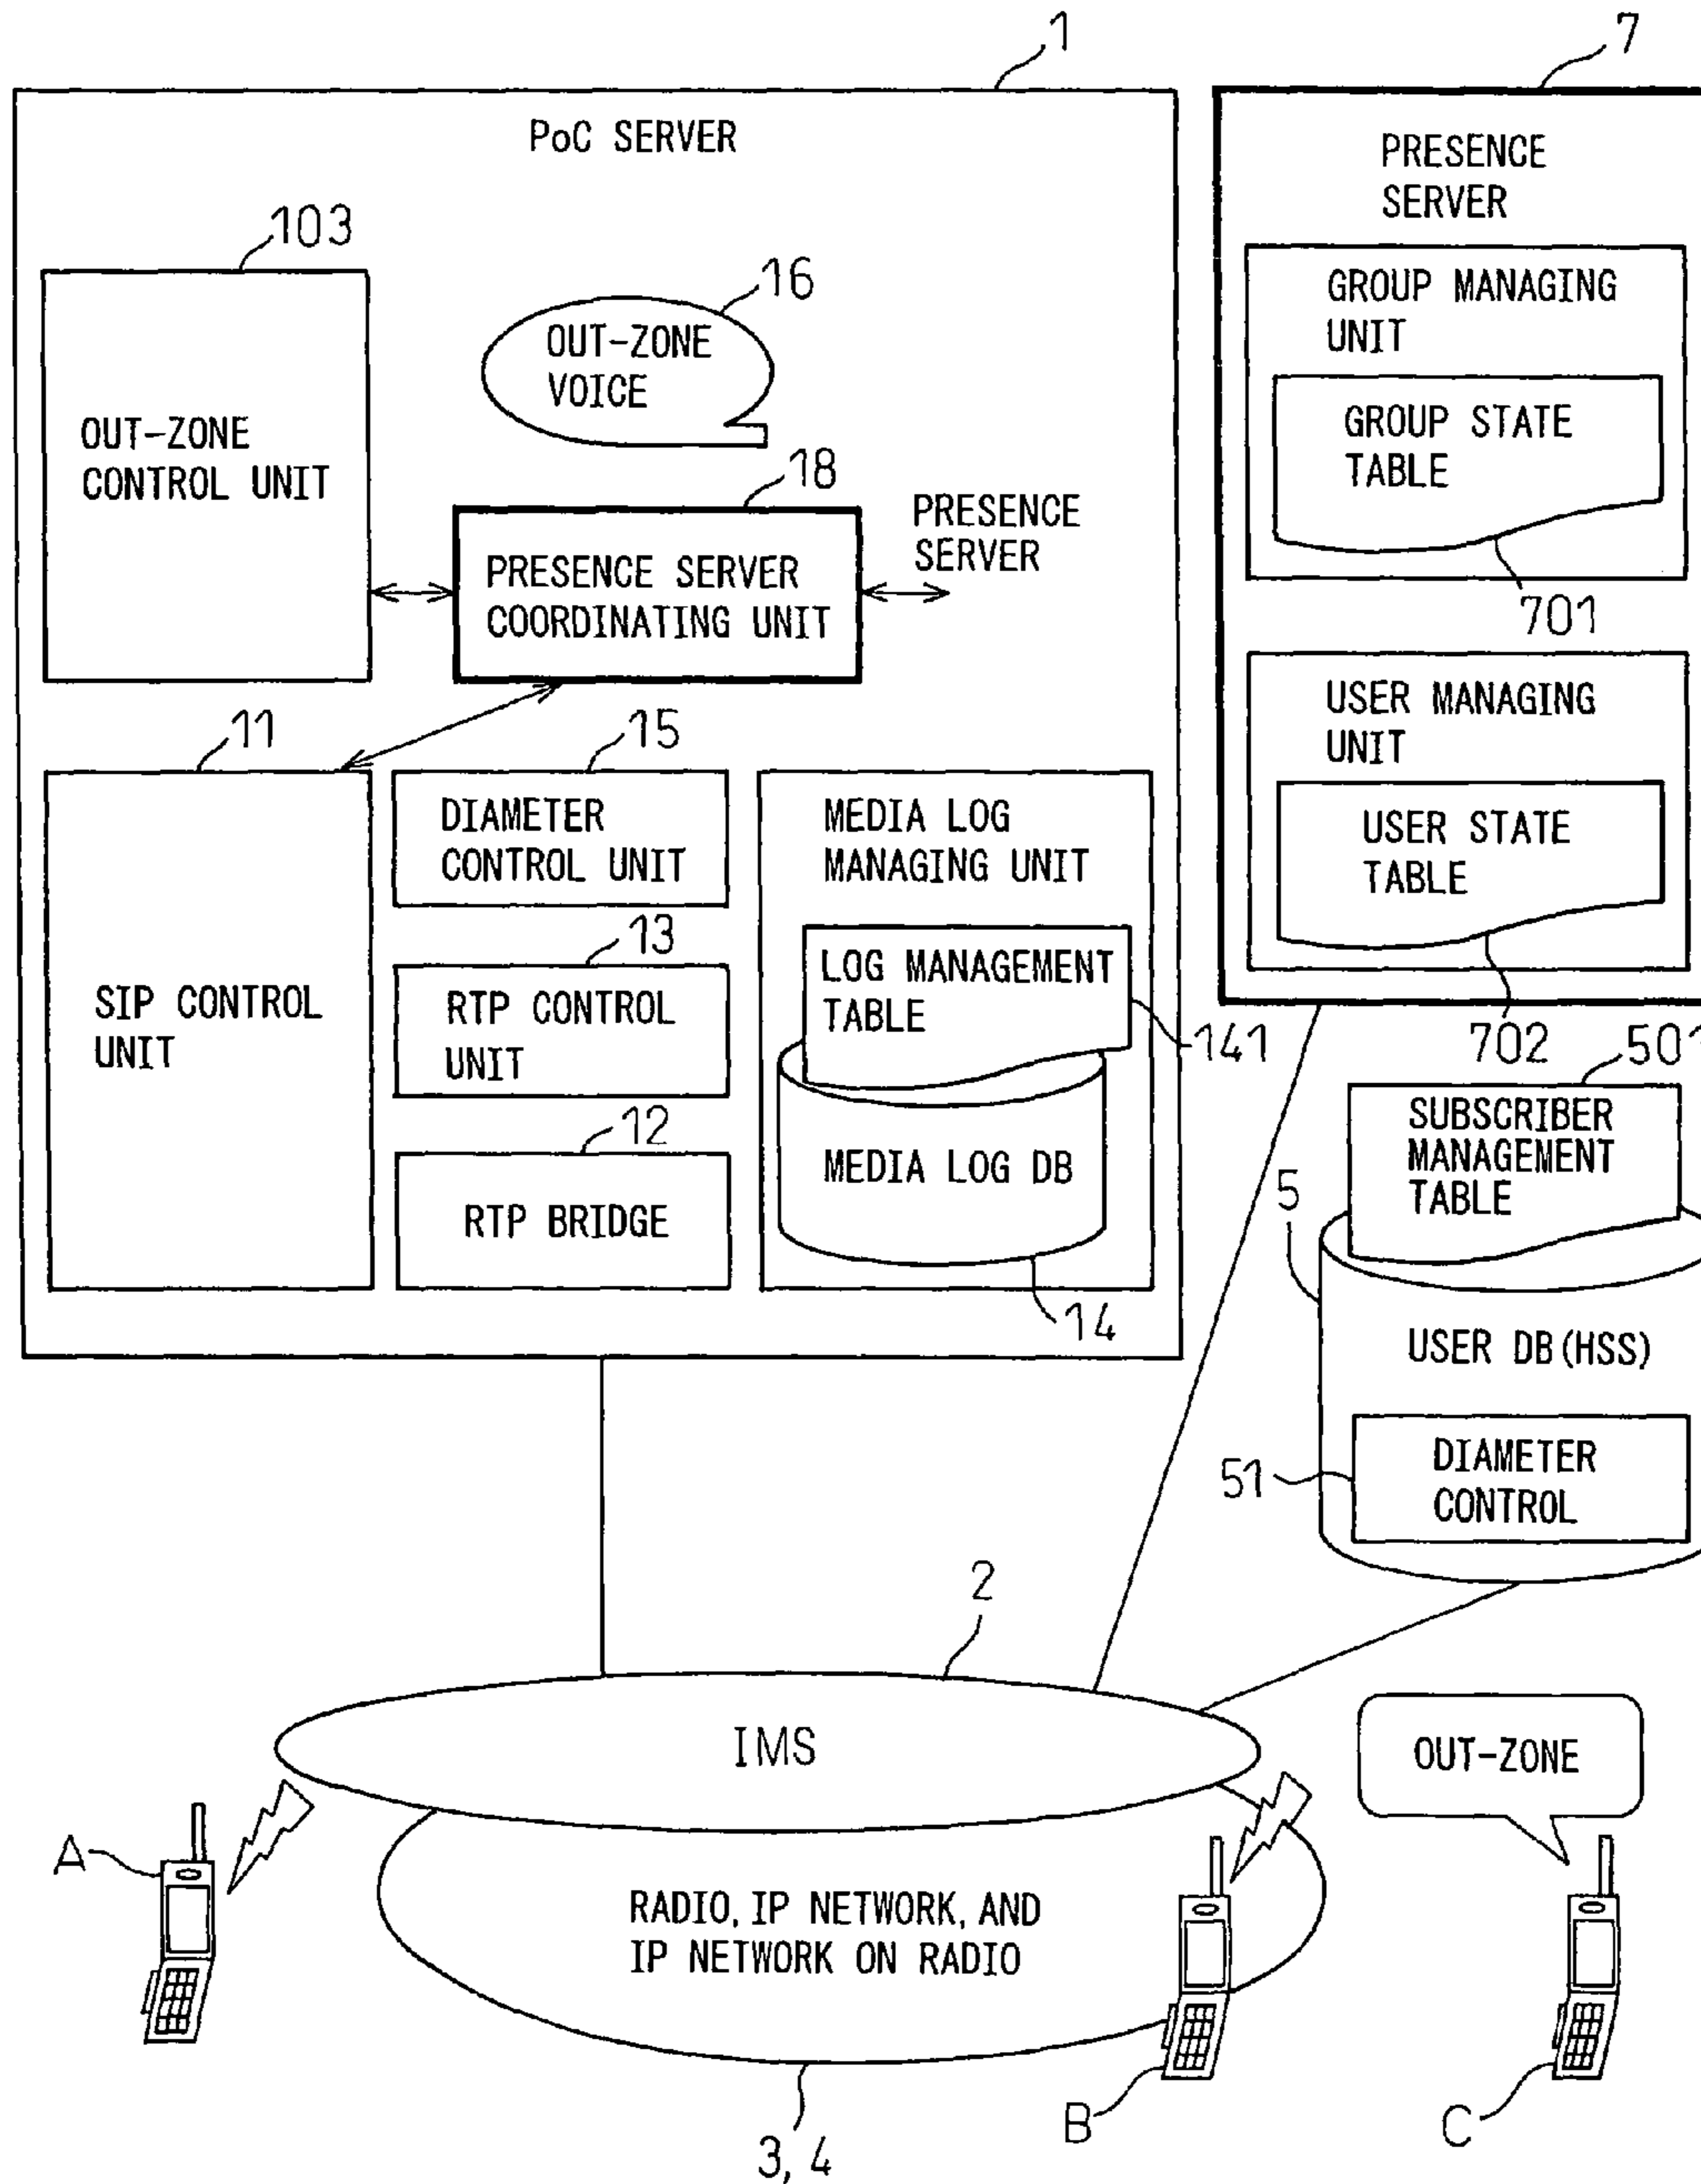 1
7
PoC SERVER
PRESENCE
SERVER
103
16
OUT-ZONE
VOICE
GROUP MANAGING
UNIT
GROUP STATE
TABLE
OUT-ZONE
CONTROL UNIT
18
PRESENCE
SERVER
PRESENCE SERVER
COORDINATING UNIT
701
USER MANAGING
UNIT
USER STATE
TABLE
702
11
15
DIAMETER
CONTROL UNIT
MEDIA LOG
MANAGING UNIT
13
LOG MANAGEMENT
TABLE
141
SIP CONTROL
UNIT
RTP CONTROL
UNIT
12
RTP BRIDGE
MEDIA LOG DB
14
501
SUBSCRIBER
MANAGEMENT
TABLE
5
USER DB(HSS)
51
DIAMETER
CONTROL
2
IMS
OUT-ZONE
A
RADIO, IP NETWORK, AND
IP NETWORK ON RADIO
B
C
3, 4